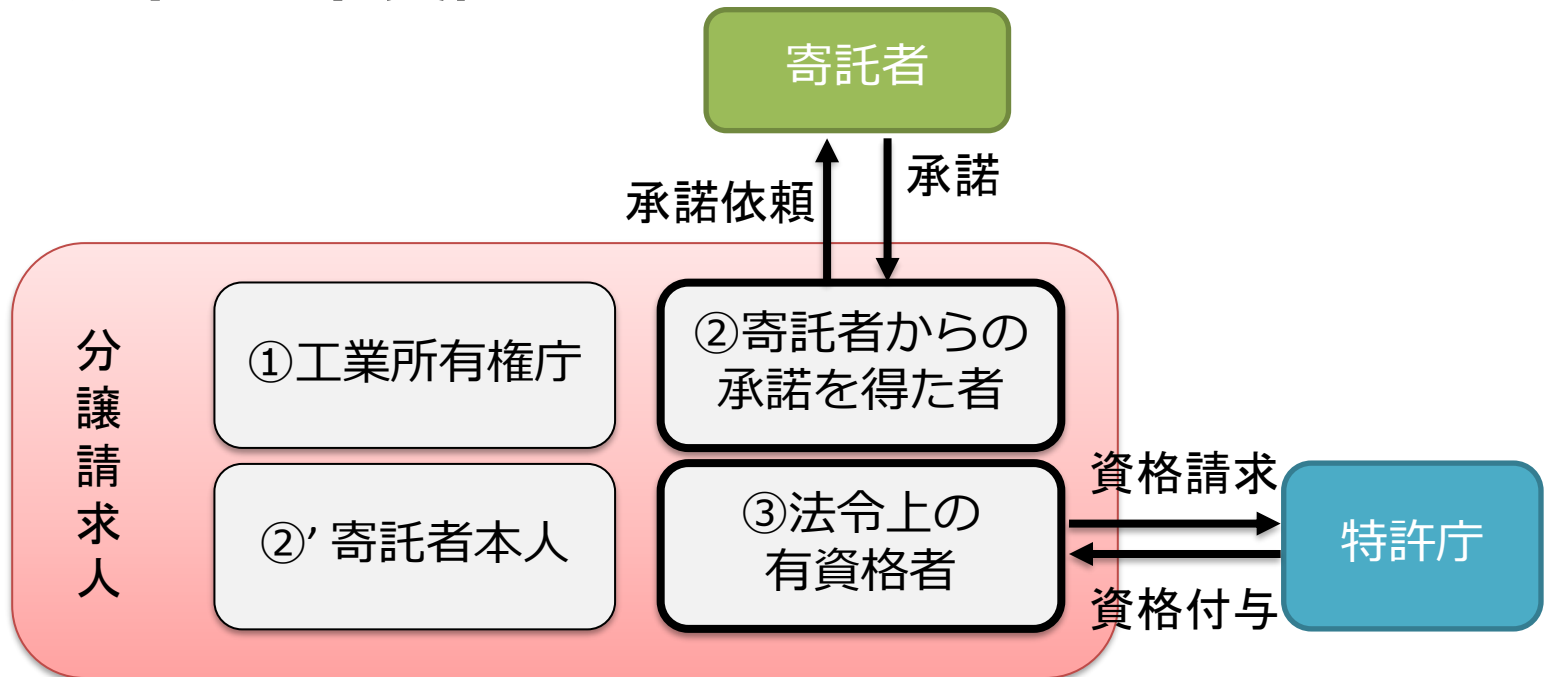 寄託者
承諾依頼
承諾
分譲請求人
①工業所有権庁
②寄託者からの
承諾を得た者
②’ 寄託者本人
③法令上の
有資格者
資格請求
資格付与
特許庁